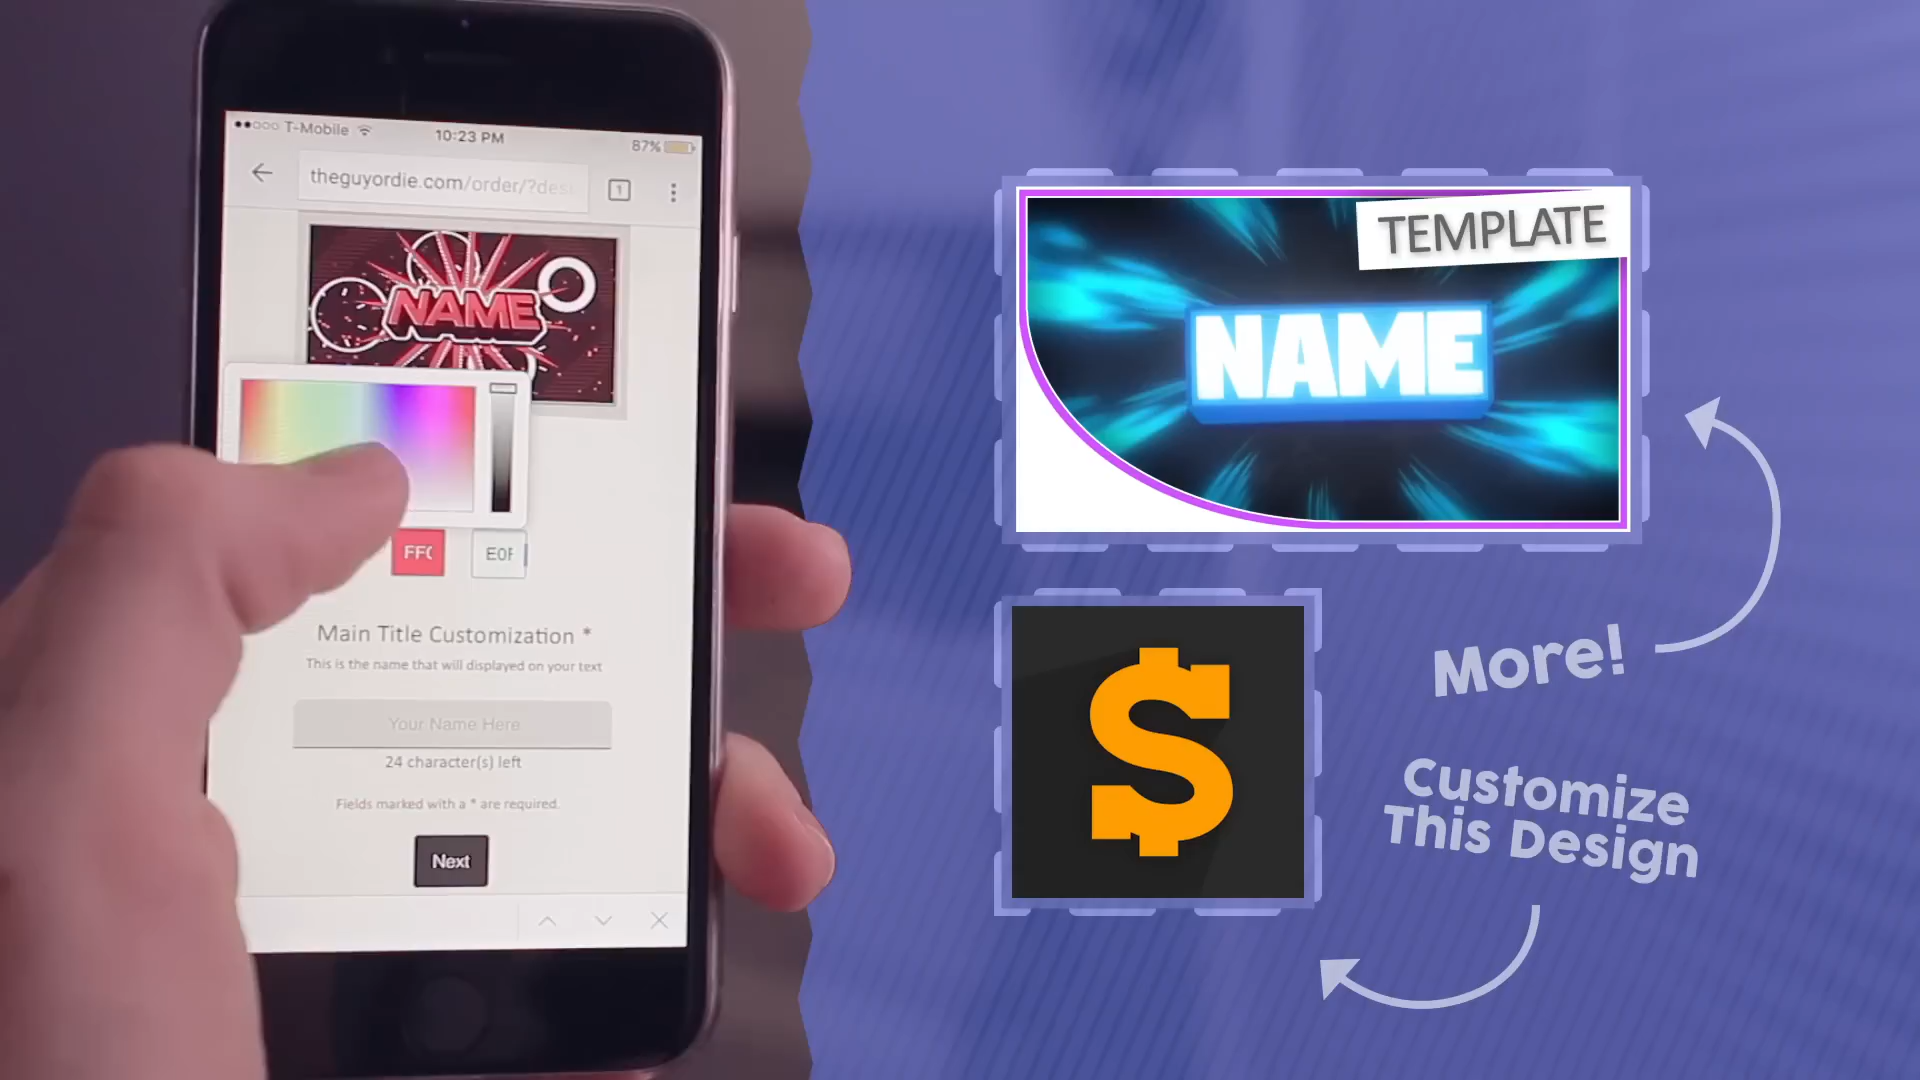 T-Mobile
10:23 PM
87%
theguyordie.com/order/?des
1
NAME
FF0
E0F
Main Title Customization *
This is the name that will displayed on your text
Your Name Here
24 character(s) left
Fields marked with a * are required.
Next
TEMPLATE
NAME
$
More!
Customize
This Design